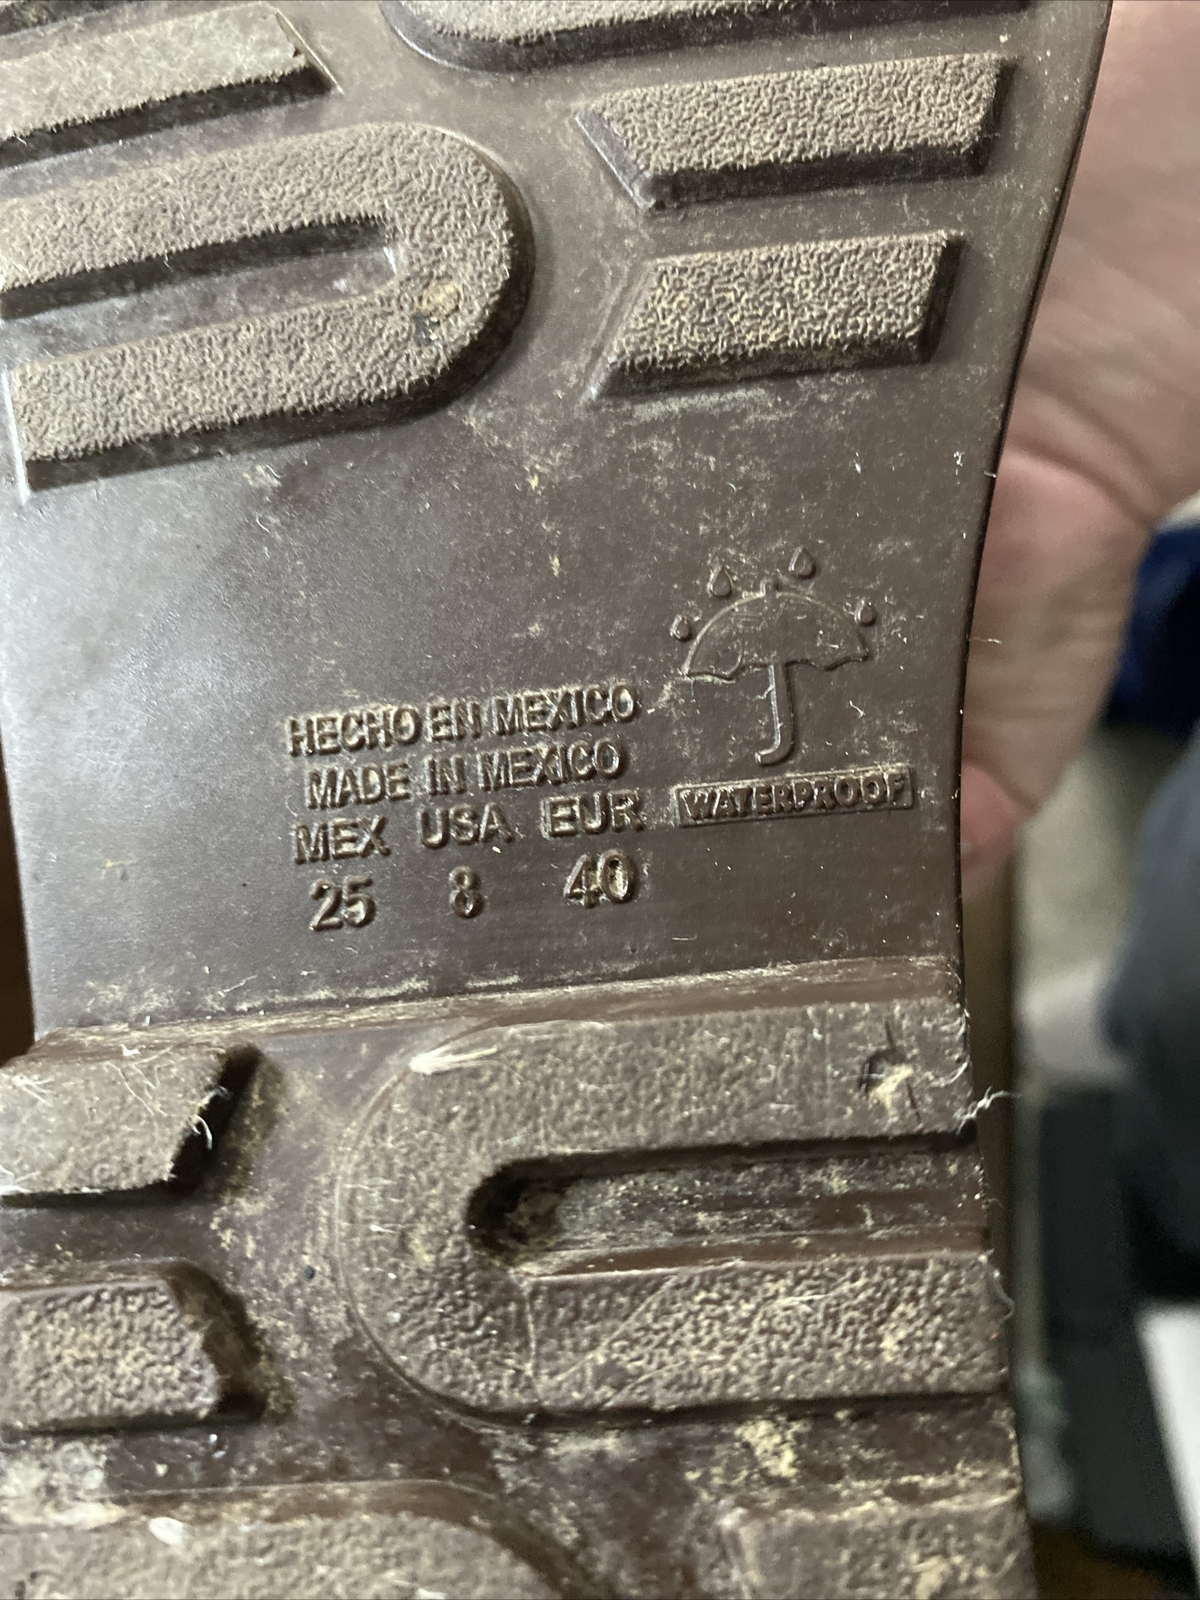 HECHO EN MEXICO
MADE IN MEXICO
MEX USA EUR
25 8 40
WATERPROOF